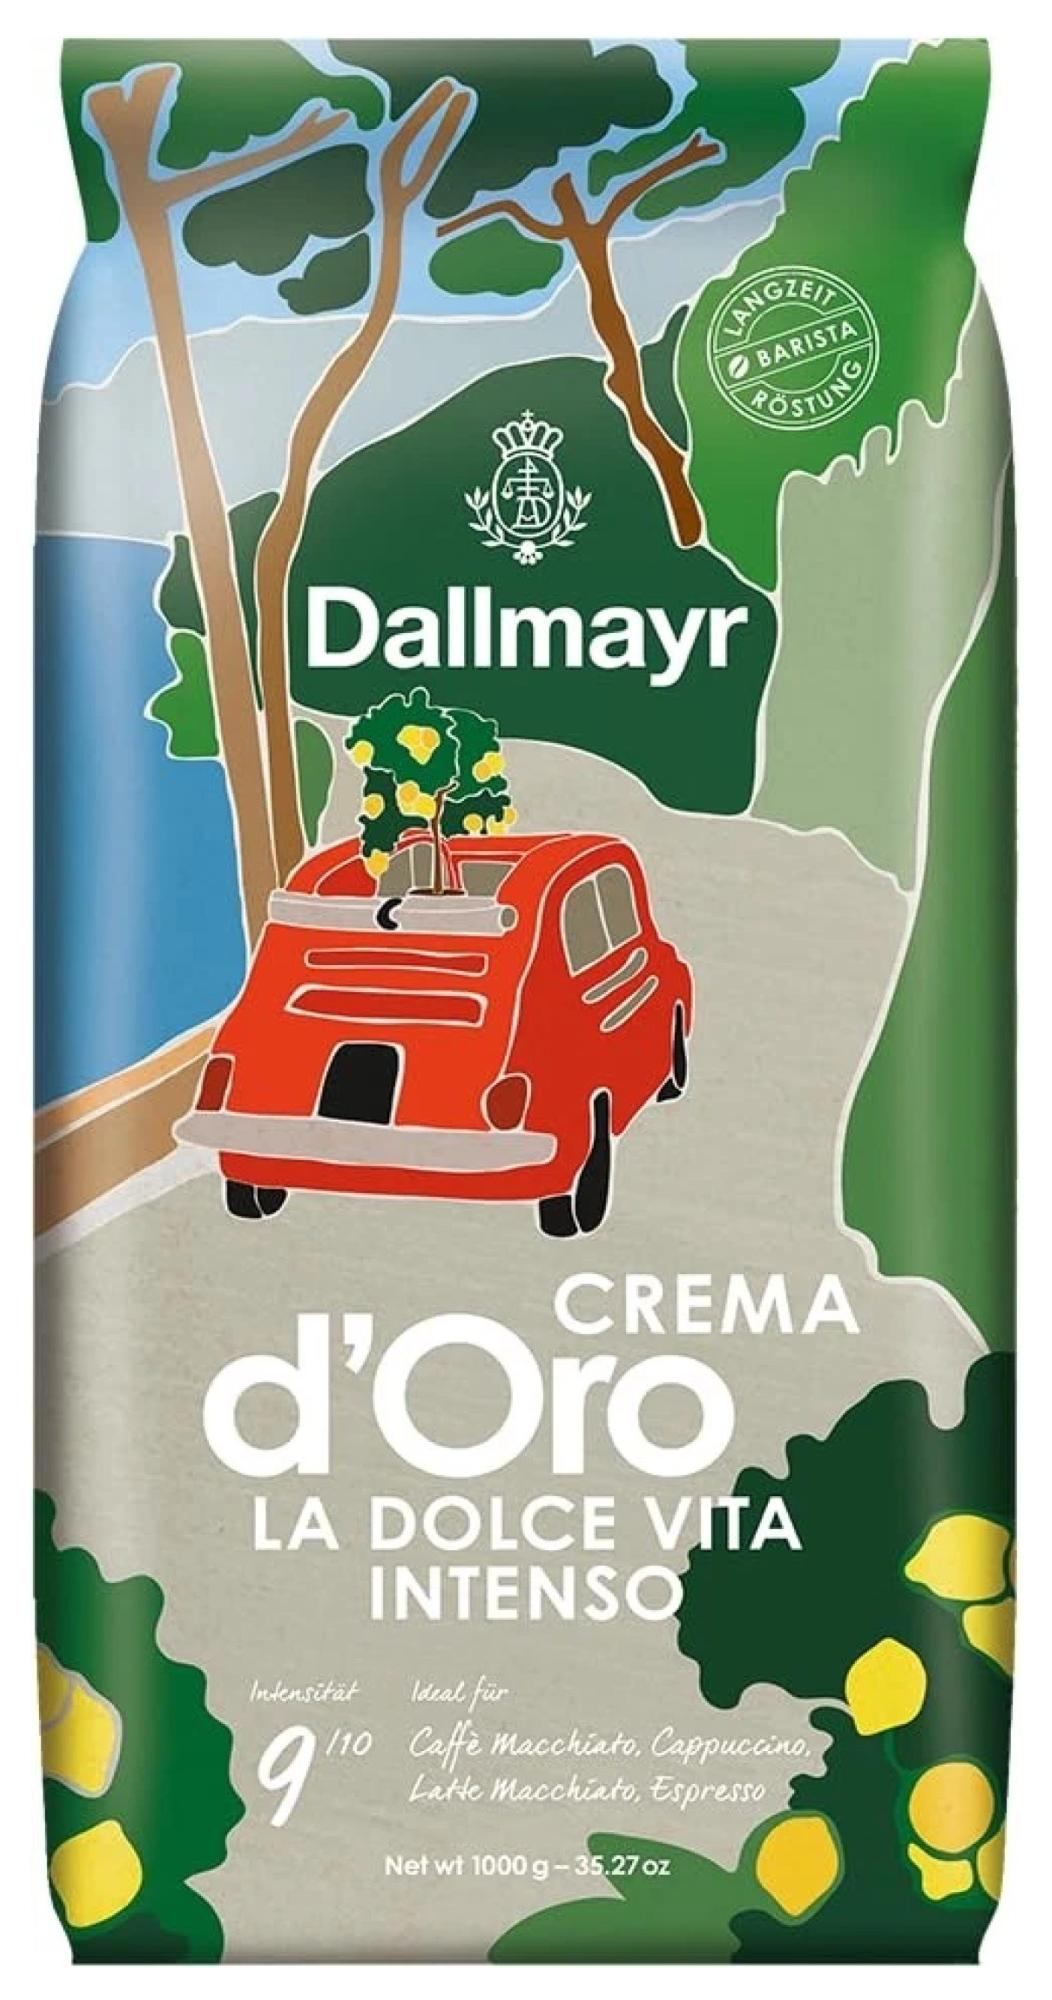 LANGZEIT
BARISTA
RÖSTUNG
Dallmayr
CREMA
d'Oro
LA DOLCE VITA
INTENSO
Intensität
9/10
Ideal für
Caffè Macchiato, Cappuccino,
Latte Macchiato, Espresso
Net wt 1000 g – 35.27 oz